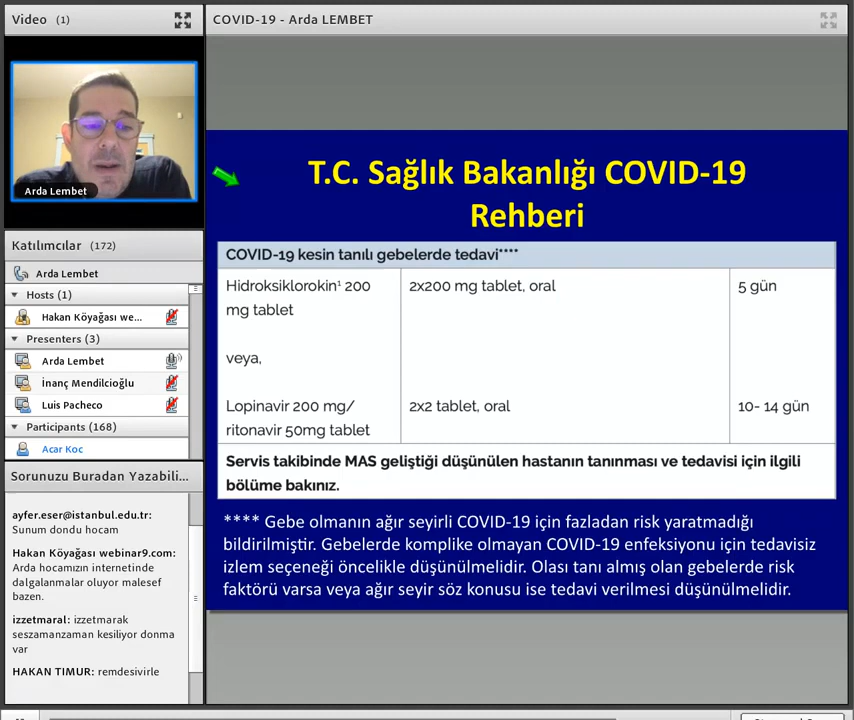 Video (1)
Arda Lembet
Katılımcılar (172)
Arda Lembet
Hosts (1)
Hakan Köyağası we...
Presenters (3)
Arda Lembet
İnanç Mendilcioğlu
Luis Pacheco
Participants (168)
Acar Koc
Sorunuzu Buradan Yazabili...
ayfer.eser@istanbul.edu.tr:
Sunum dondu hocam
Hakan Köyağası webinar9.com:
Arda hocamızın internetinde
dalgalanmalar oluyor malesef
bazen.
izzetmaral: izzetmarak
seszamanzaman kesiliyor donma
var
HAKAN TIMUR: remdesivirle
COVID-19 - Arda LEMBET
T.C. Sağlık Bakanlığı COVID-19
Rehberi
COVID-19 kesin tanılı gebelerde tedavi****
Hidroksiklorokin¹ 200 2x200 mg tablet, oral 5 gün
mg tablet
veya,
Lopinavir 200 mg/ 2x2 tablet, oral 10- 14 gün
ritonavir 50mg tablet
Servis takibinde MAS geliştiği düşünülen hastanın tanınması ve tedavisi için ilgili
bölüme bakınız.
**** Gebe olmanın ağır seyirli COVID-19 için fazladan risk yaratmadığı
bildirilmiştir. Gebelerde komplike olmayan COVID-19 enfeksiyonu için tedavisiz
izlem seçeneği öncelikle düşünülmelidir. Olası tanı almış olan gebelerde risk
faktörü varsa veya ağır seyir söz konusu ise tedavi verilmesi düşünülmelidir.